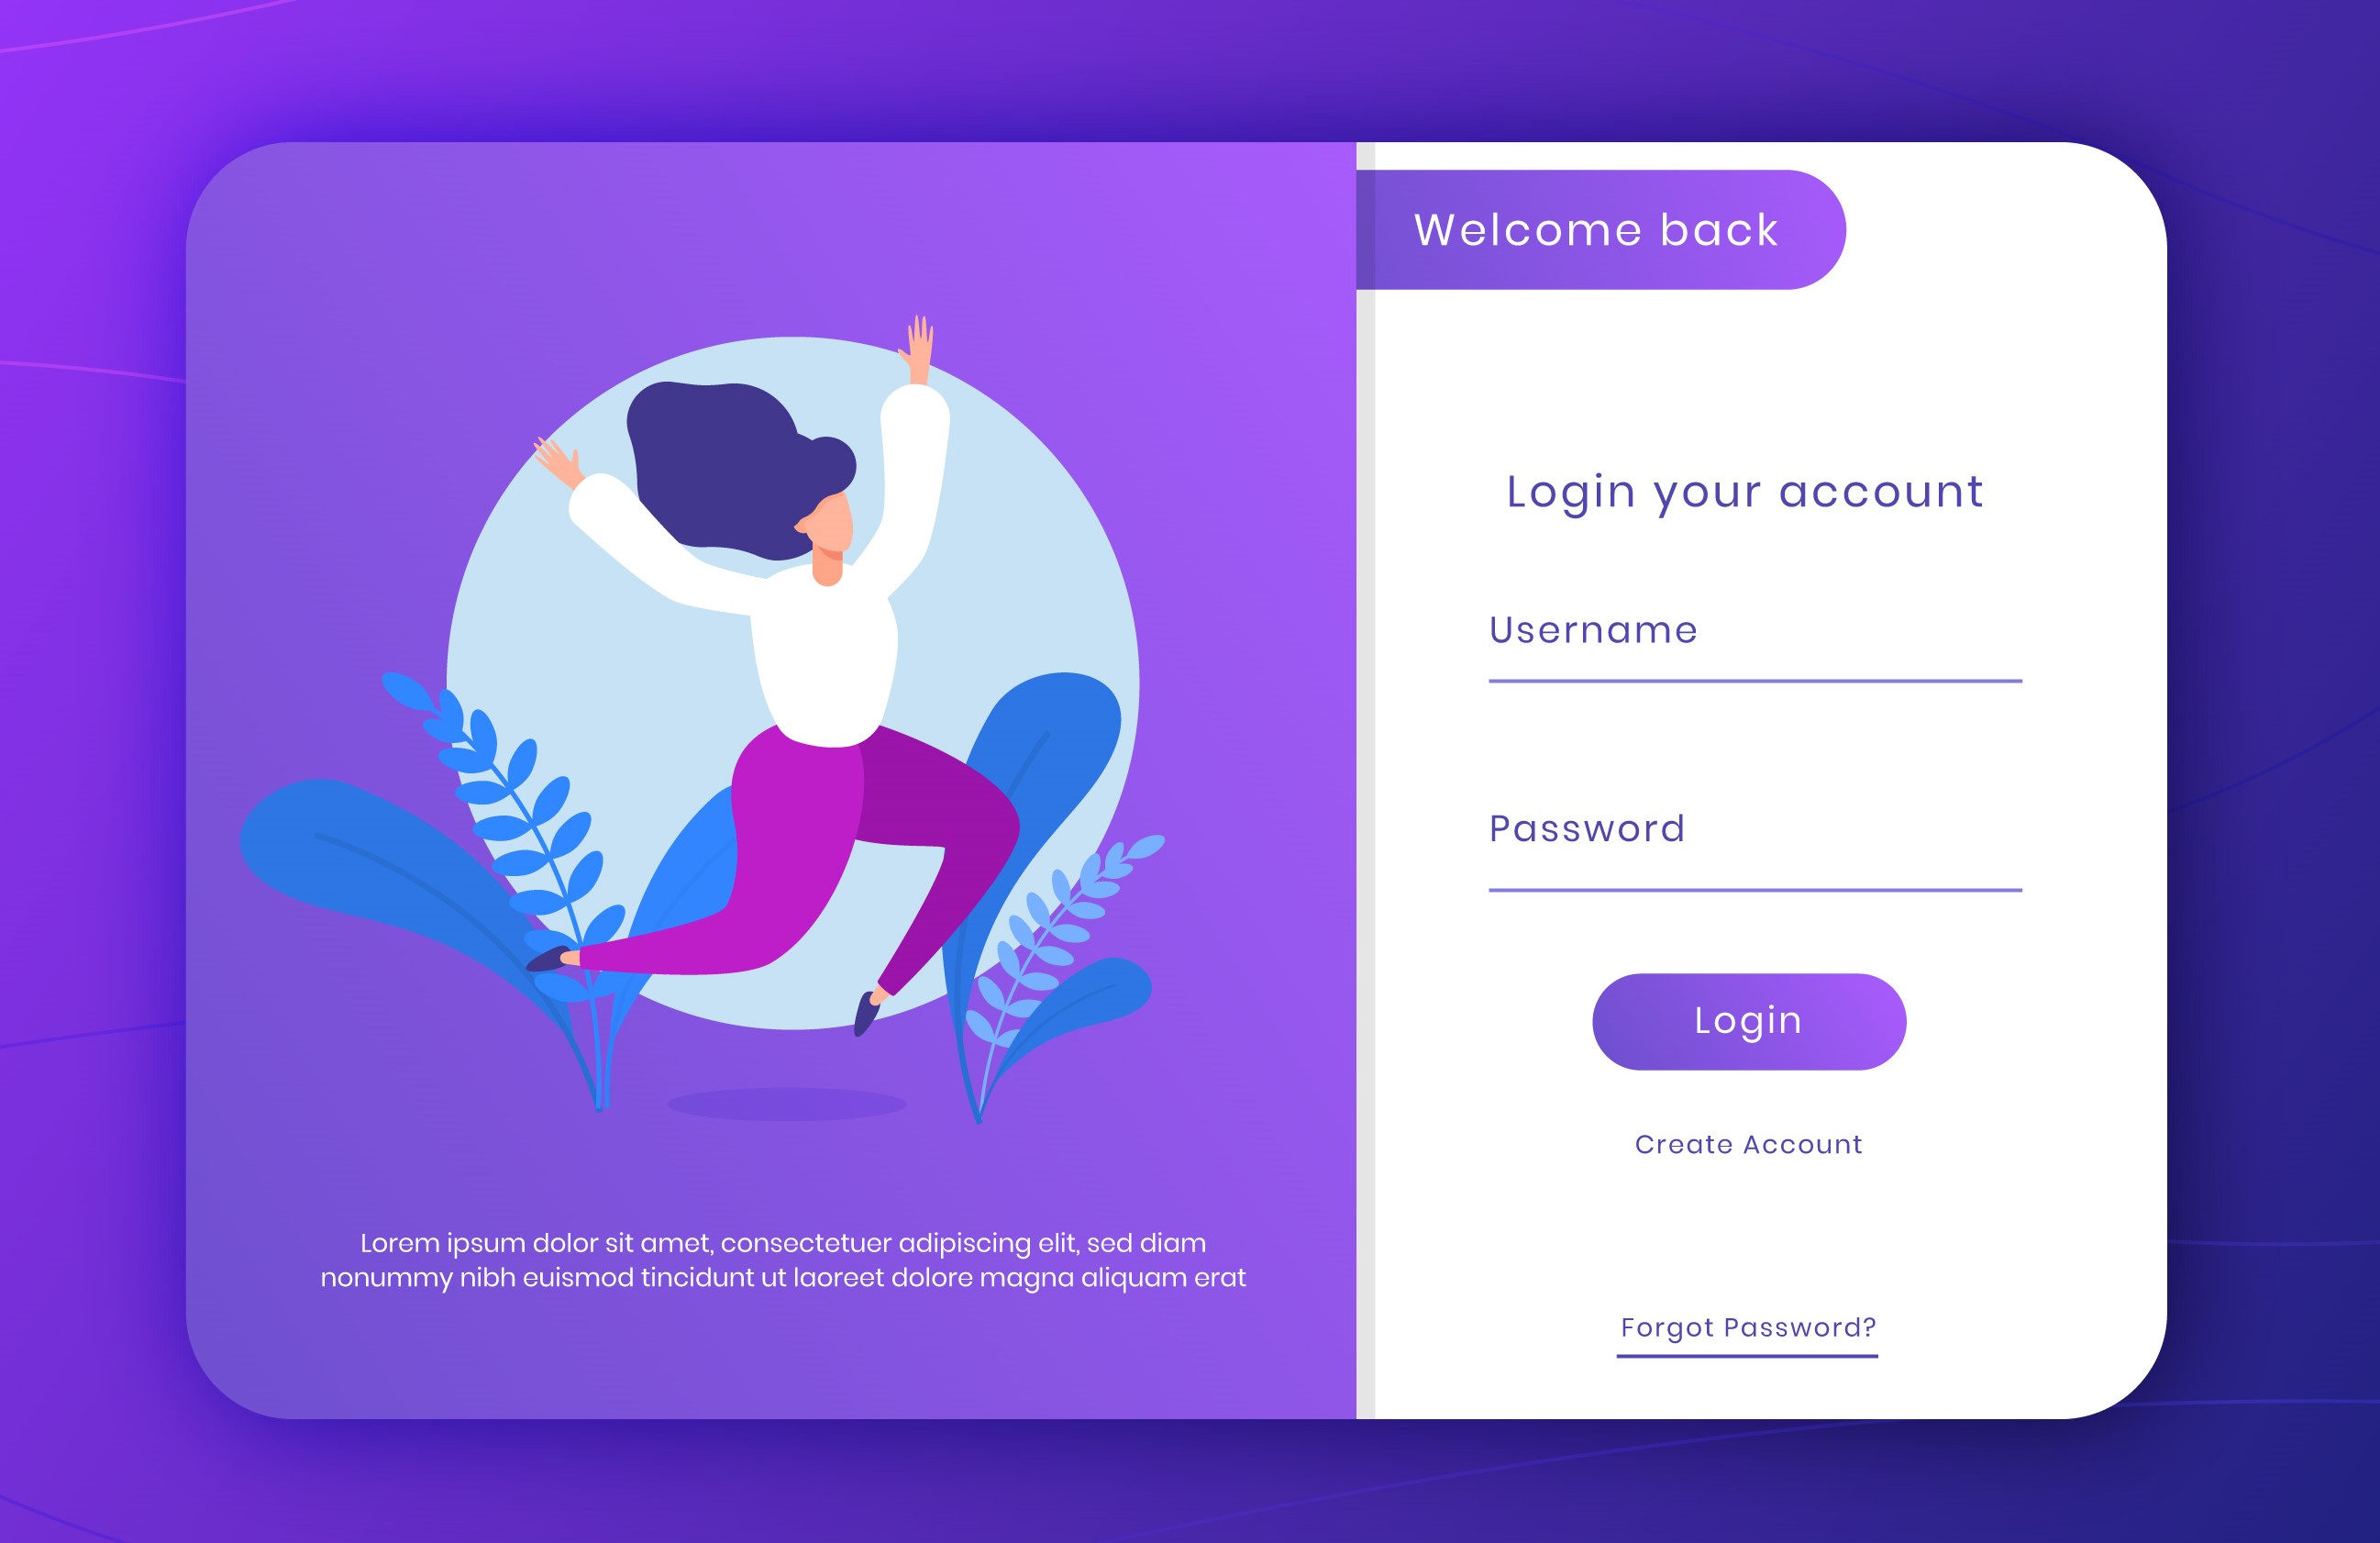 Welcome back
Login your account
Username
Password
Login
Create Account
Forgot Password?
Lorem ipsum dolor sit amet, consectetuer adipiscing elit, sed diam
nonummy nibh euismod tincidunt ut laoreet dolore magna aliquam erat